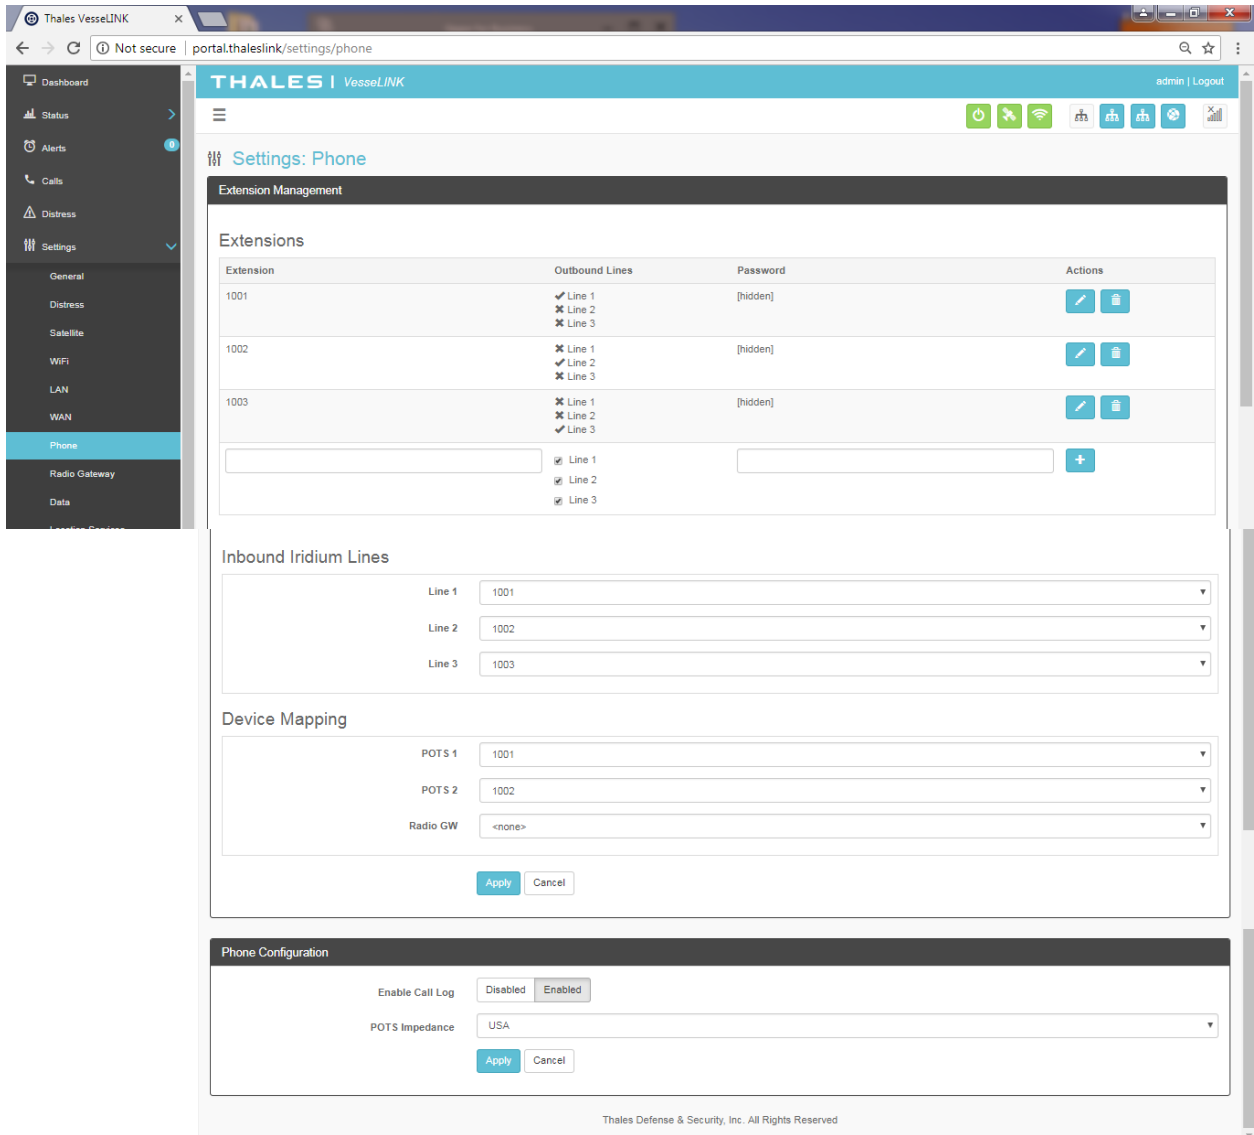 Thales VesseLINK
Not secure | portal.thaleslink/settings/phone
Dashboard
Status
Alerts 0
Calls
Distress
Settings
General
Distress
Satellite
WiFi
LAN
WAN
Phone
Radio Gateway
Data
Location Services
THALES | VesseLINK
admin | Logout
Settings: Phone
Extension Management
Extensions
Extension Outbound Lines Password Actions
1001 Line 1 [hidden]
Line 2
Line 3
1002 Line 1 [hidden]
Line 2
Line 3
1003 Line 1 [hidden]
Line 2
Line 3
Line 1
Line 2
Line 3
Inbound Iridium Lines
Line 1 1001
Line 2 1002
Line 3 1003
Device Mapping
POTS 1 1001
POTS 2 1002
Radio GW <none>
Apply Cancel
Phone Configuration
Enable Call Log Disabled Enabled
POTS Impedance USA
Apply Cancel
Thales Defense & Security, Inc. All Rights Reserved